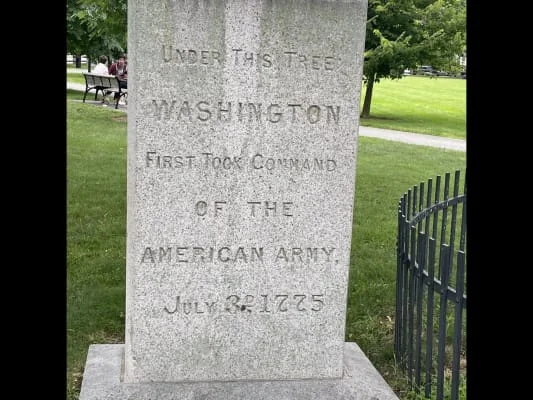 UNDER THIS TREE
WASHINGTON
FIRST TOOK COMMAND
OF THE
AMERICAN ARMY,
JULY 3D. 1775